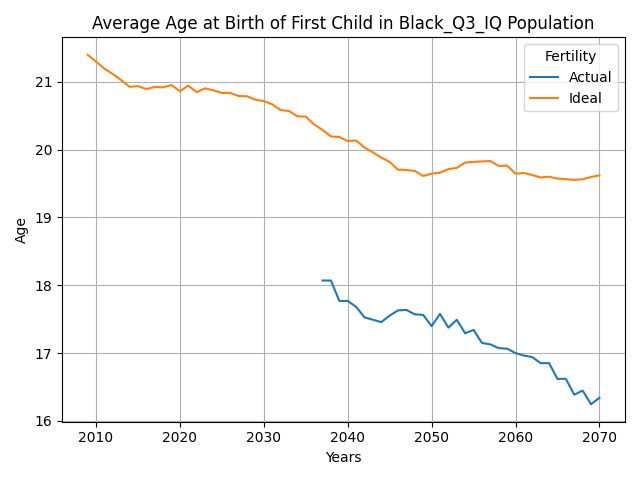 Average Age at Birth of First Child in Black_Q3_IQ Population
Fertility
Actual
Ideal
Age
21
20
19
18
17
16
2010
2020
2030
2040
2050
2060
2070
Years